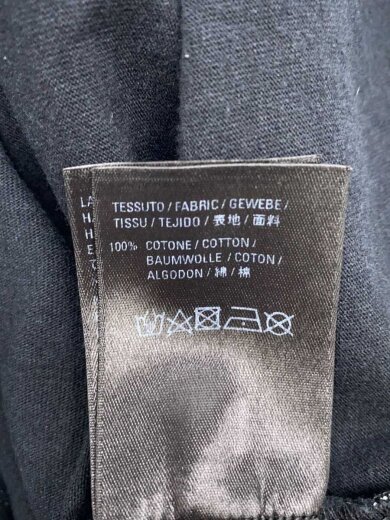 TESSUTO / FABRIC / GEWEBE /
TISSU / TEJIDO / 表地 / 面料
100% COTONE / COTTON /
BAUMWOLLE / COTON /
ALGODON / 綿 / 棉